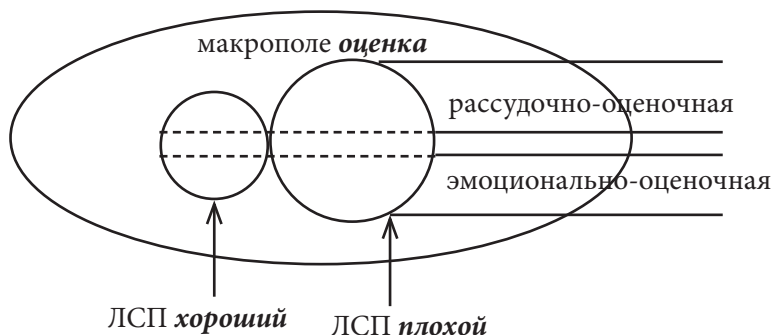 макрополе оценка
рассудочно-оценочная
эмоционально-оценочная
ЛСП хороший
ЛСП плохой